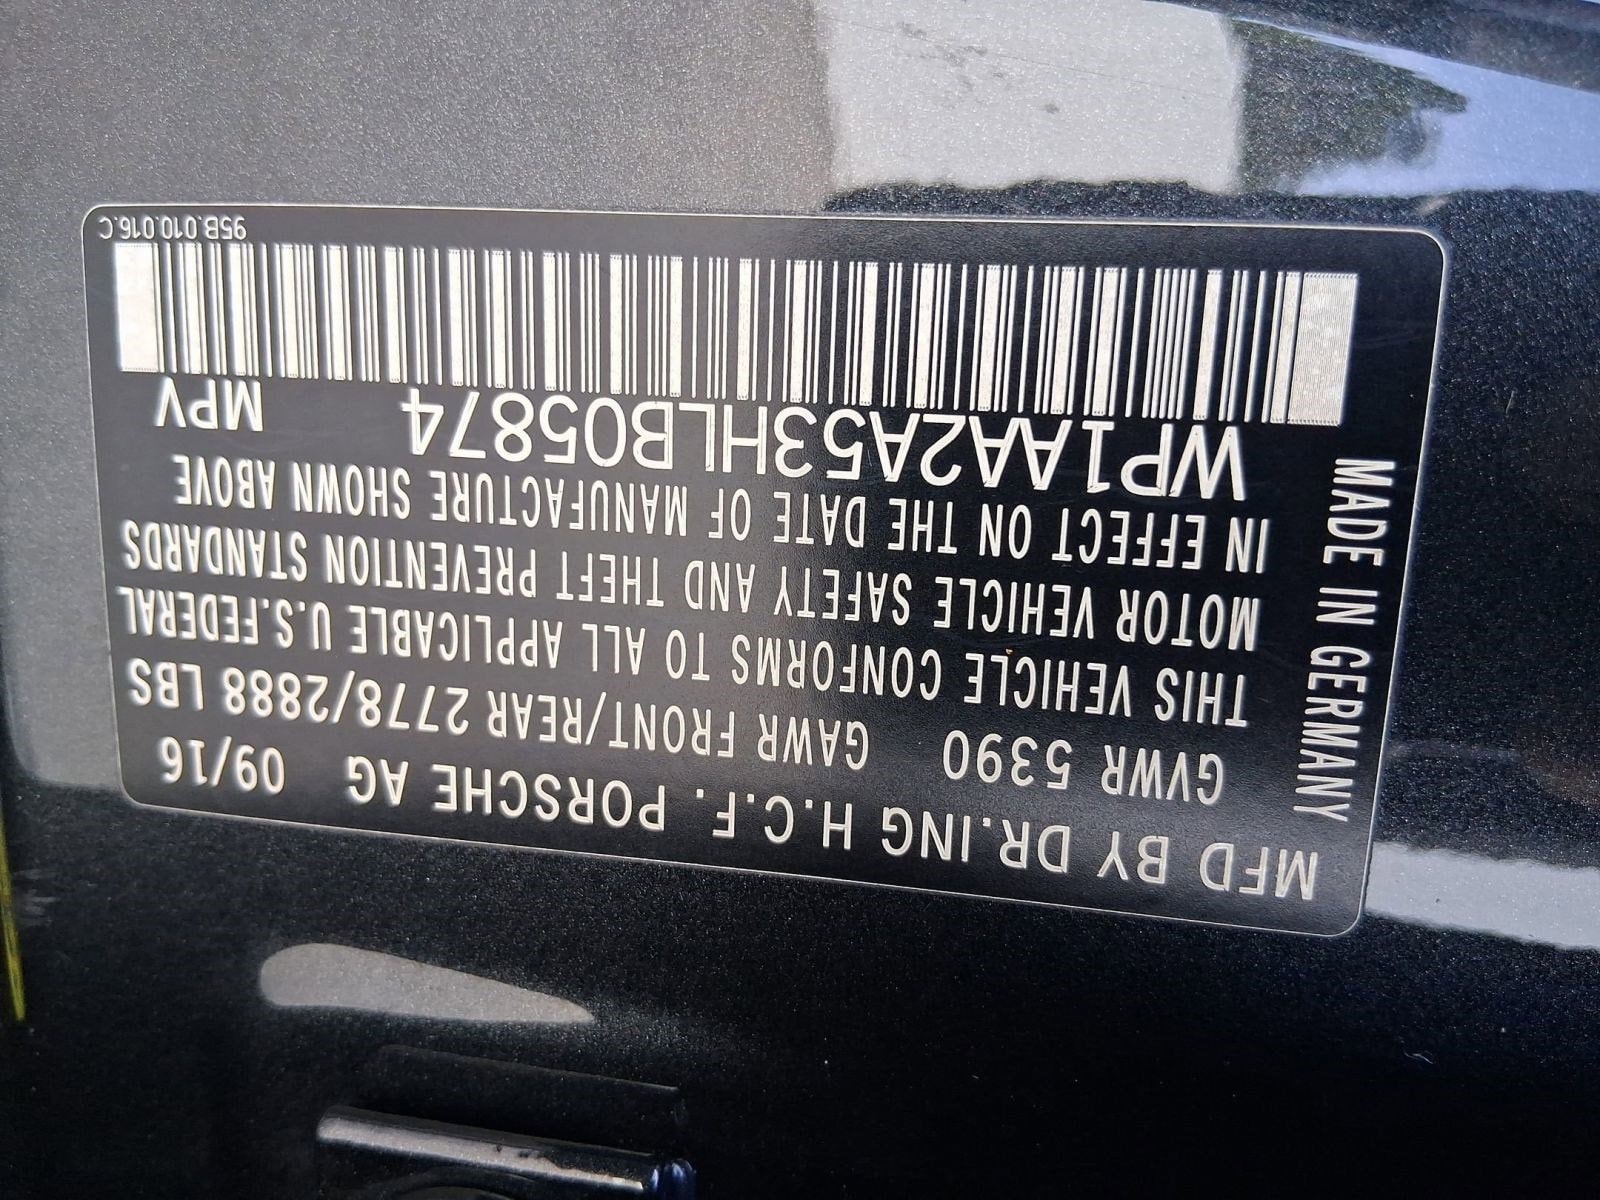 MFD BY DR.ING H.C.F. PORSCHE AG 09/16
GVWR 5390 GAWR FRONT/REAR 2778/2888 LBS
THIS VEHICLE CONFORMS TO ALL APPLICABLE U.S.FEDERAL
MOTOR VEHICLE SAFETY AND THEFT PREVENTION STANDARDS
IN EFFECT ON THE DATE OF MANUFACTURE SHOWN ABOVE
WP1AA2A53HLB05874 MPV
95B.010.016.C
MADE IN GERMANY